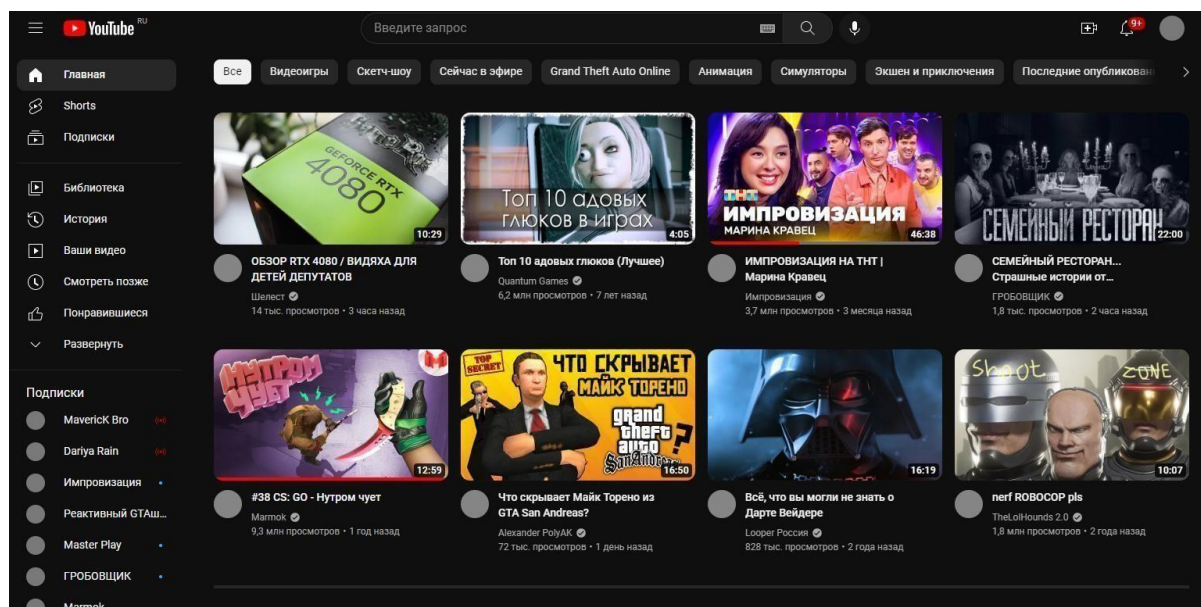 YouTube RU
Введите запрос
9+
Главная
Shorts
Подписки
Библиотека
История
Ваши видео
Смотреть позже
Понравившиеся
Развернуть
Подписки
MavericK Bro
Dariya Rain
Импровизация
Реактивный GTAш...
Master Play
ГРОБОВЩИК
Marmok
Все
Видеоигры
Скетч-шоу
Сейчас в эфире
Grand Theft Auto Online
Анимация
Симуляторы
Экшен и приключения
Последние опубликован
GEFORCE RTX
4080
10:29
ОБЗОР RTX 4080 / ВИДЯХА ДЛЯ
ДЕТЕЙ ДЕПУТАТОВ
Шелест
14 тыс. просмотров • 3 часа назад
Топ 10 адовых
глюков в играх
4:05
Топ 10 адовых глюков (Лучшее)
Quantum Games
6,2 млн просмотров • 7 лет назад
ТНТ
ИМПРОВИЗАЦИЯ
МАРИНА КРАВЕЦ
46:38
ИМПРОВИЗАЦИЯ НА ТНТ |
Марина Кравец
Импровизация
3,7 млн просмотров • 3 месяца назад
СЕМЕЙНЫЙ РЕСТОРАН
22:00
СЕМЕЙНЫЙ РЕСТОРАН...
Страшные истории от...
ГРОБОВЩИК
1,8 тыс. просмотров • 2 часа назад
НУТРОМ
ЧУЕТ
12:59
#38 CS: GO - Нутром чует
Marmok
9,3 млн просмотров • 1 год назад
TOP
SECRET
ЧТО СКРЫВАЕТ
МАЙК ТОРЕНО
grand
theft
auto
SanAndreas
?
16:50
Что скрывает Майк Торено из
GTA San Andreas?
Alexander PolyAK
72 тыс. просмотров • 1 день назад
16:19
Всё, что вы могли не знать о
Дарте Вейдере
Looper Россия
828 тыс. просмотров • 2 года назад
Shoot ZONE
10:07
nerf ROBOCOP pls
TheLolHounds 2.0
1,8 млн просмотров • 2 года назад